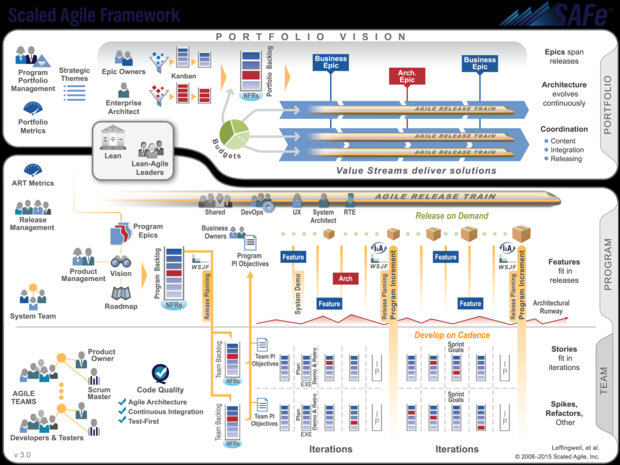 Scaled Agile Framework
SAFe®
PORTFOLIO VISION
Program
Portfolio
Management
Strategic
Themes
Portfolio
Metrics
Epic Owners
Enterprise
Architect
Kanban
Portfolio Backlog
NFRs
Budgets
Business
Epic
Arch.
Epic
Business
Epic
AGILE RELEASE TRAIN
AGILE RELEASE TRAIN
AGILE RELEASE TRAIN
Value Streams deliver solutions
Epics span
releases
Architecture
evolves
continuously
Coordination
Content
Integration
Releasing
PORTFOLIO
Lean
Lean-Agile
Leaders
ART Metrics
Release
Management
Product
Management
System Team
Program
Epics
Vision
Roadmap
Program Backlog
NFRs
WSJF
Release Planning
AGILE RELEASE TRAIN
Shared
DevOps
UX
System
Architect
RTE
Release on Demand
Business
Owners
Program
PI Objectives
Feature
System Demo
Feature
Arch
I&A
WSJF
Release Planning
Program Increment
Feature
Feature
I&A
WSJF
Release Planning
Program Increment
Features
fit in
releases
Architectural
Runway
PROGRAM
Develop on Cadence
Team Backlog
NFRs
Team PI
Objectives
Plan
EXE
Demo & Retro
I
P
Sprint
Goals
I
P
Stories
fit in
iterations
Team Backlog
NFRs
Team PI
Objectives
Plan
EXE
Demo & Retro
I
P
Sprint
Goals
I
P
Spikes,
Refactors,
Other
TEAM
AGILE
TEAMS
Product
Owner
Scrum
Master
Developers & Testers
Code Quality
Agile Architecture
Continuous Integration
Test-First
Iterations
Iterations
v 3.0
Leffingwell, et al.
© 2008–2015 Scaled Agile, Inc.